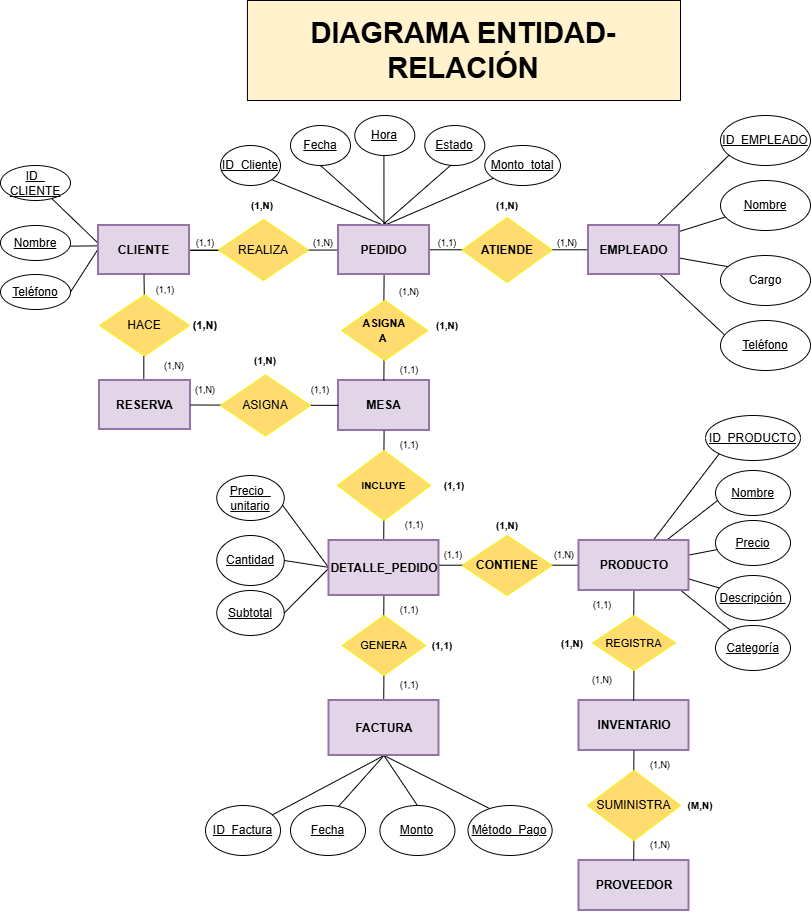 DIAGRAMA ENTIDAD-
RELACIÓN
ID_Cliente
Fecha
Hora
Estado
Monto_total
ID_EMPLEADO
ID_
CLIENTE
Nombre
Teléfono
Nombre
Cargo
Teléfono
CLIENTE
(1,1)
REALIZA
(1,N)
(1,N)
PEDIDO
(1,1)
ATIENDE
(1,N)
(1,N)
EMPLEADO
(1,1)
HACE
(1,N)
(1,N)
(1,N)
ASIGN
A
A
(1,N)
(1,1)
RESERVA
(1,N)
ASIGNA
(1,N)
(1,1)
MESA
(1,1)
INCLUYE
(1,1)
(1,1)
ID_PRODUCTO
Nombre
Precio
Descripción
Categoría
Precio_
unitario
Cantidad
Subtotal
DETALLE_PEDIDO
(1,1)
CONTIENE
(1,N)
(1,N)
PRODUCTO
(1,1)
GENERA
(1,1)
(1,1)
(1,1)
REGISTRA
(1,N)
(1,N)
FACTURA
INVENTARIO
(1,N)
SUMINISTRA
(M,N)
(1,N)
ID_Factura
Fecha
Monto
Método_Pago
PROVEEDOR